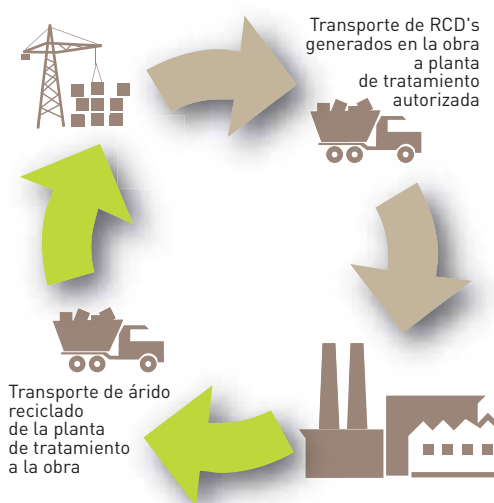 Transporte de RCD's
generados en la obra
a planta
de tratamiento
autorizada
Transporte de árido
reciclado
de la planta
de tratamiento
a la obra